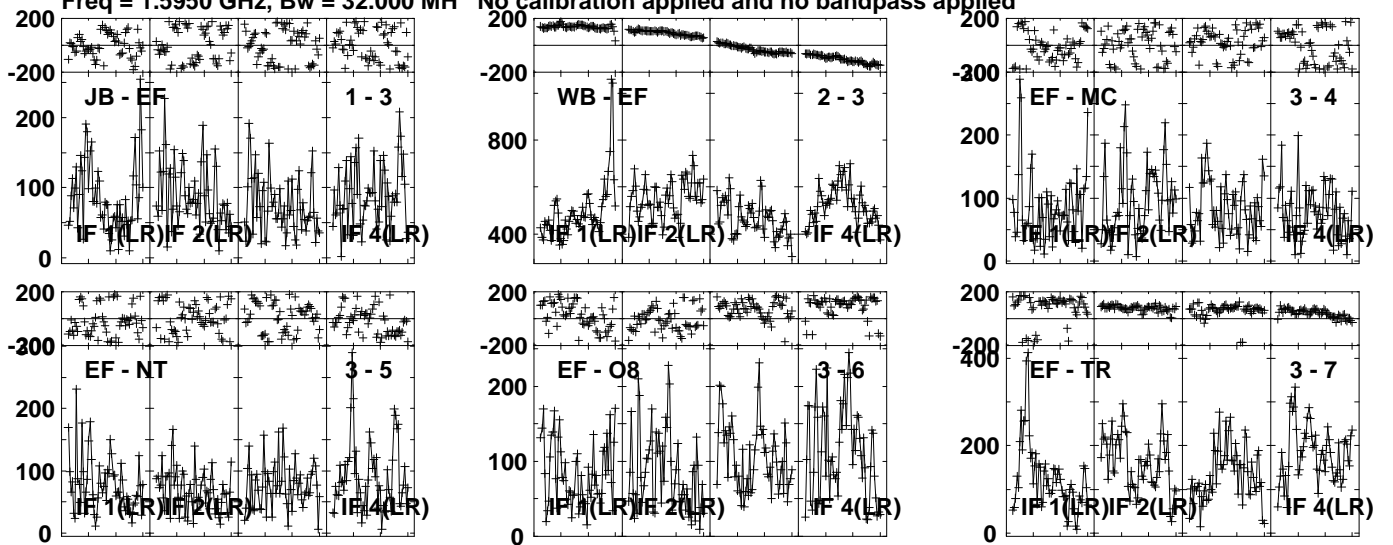 Freq = 1.5950 GHz, Bw = 32.000 MH No calibration applied and no bandpass applied
200
-200
JB - EF 1 - 3
200
100
0
IF 1(LR) IF 2(LR) IF 4(LR)
200
-200
WB - EF 2 - 3
800
400
IF 1(LR) IF 2(LR) IF 4(LR)
200
-200
300
EF - MC 3 - 4
200
100
0
IF 1(LR) IF 2(LR) IF 4(LR)
200
-200
300
EF - NT 3 - 5
200
100
0
IF 1(LR) IF 2(LR) IF 4(LR)
200
-200
EF - O8 3 - 6
200
100
0
IF 1(LR) IF 2(LR) IF 4(LR)
200
-200
400
EF - TR 3 - 7
200
0
IF 1(LR) IF 2(LR) IF 4(LR)